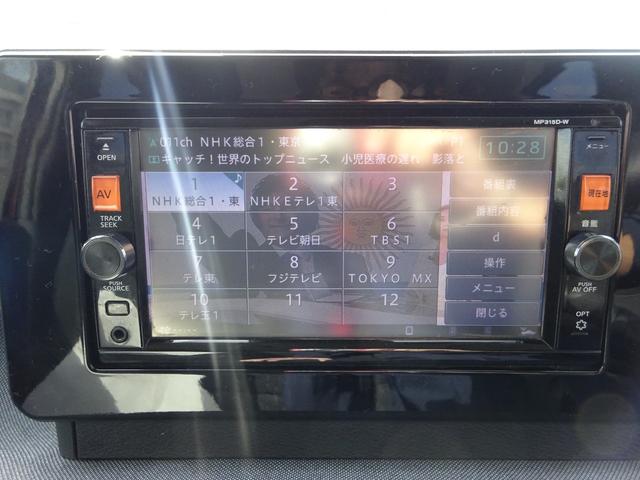 MP315D-W
OPEN
011ch NHK総合1・東京
10:28
メニュー
キャッチ！世界のトップニュース 小児医療の遅れ 影落と
AV
1
2
3
番組表
現在地
NHK総合1・東
NHKEテレ1東
番組内容
TRACK
SEEK
音量
4
5
6
d
日テレ1
テレビ朝日
TBS1
7
8
9
操作
テレ東
フジテレビ
TOKYO MX
PUSH
SOURCE
メニュー
PUSH
AV OFF
10
11
12
テレ玉1
閉じる
OPT